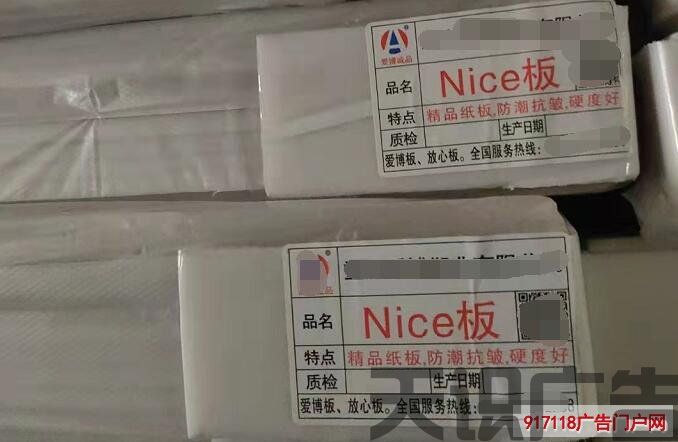 爱博诚品
品名 Nice板
特点 精品纸板,防潮抗皱,硬度好
质检 生产日期
爱博板、放心板。全国服务热线:
品名 Nice板
特点 精品纸板,防潮抗皱,硬度好
质检 生产日期
爱博板、放心板。全国服务热线:
天锐广告
917118广告门户网